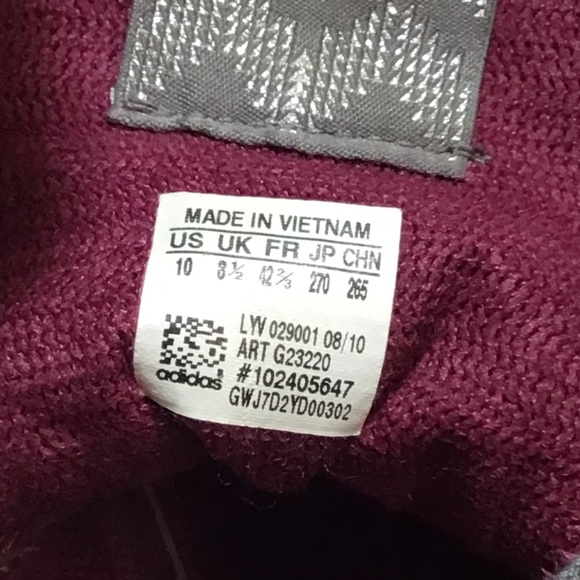 MADE IN VIETNAM
US UK FR JP CHN
10 8½ 42⅔ 270 265
LYV 029001 08/10
ART G23220
#102405647
adidas
GWJ7D2YD00302